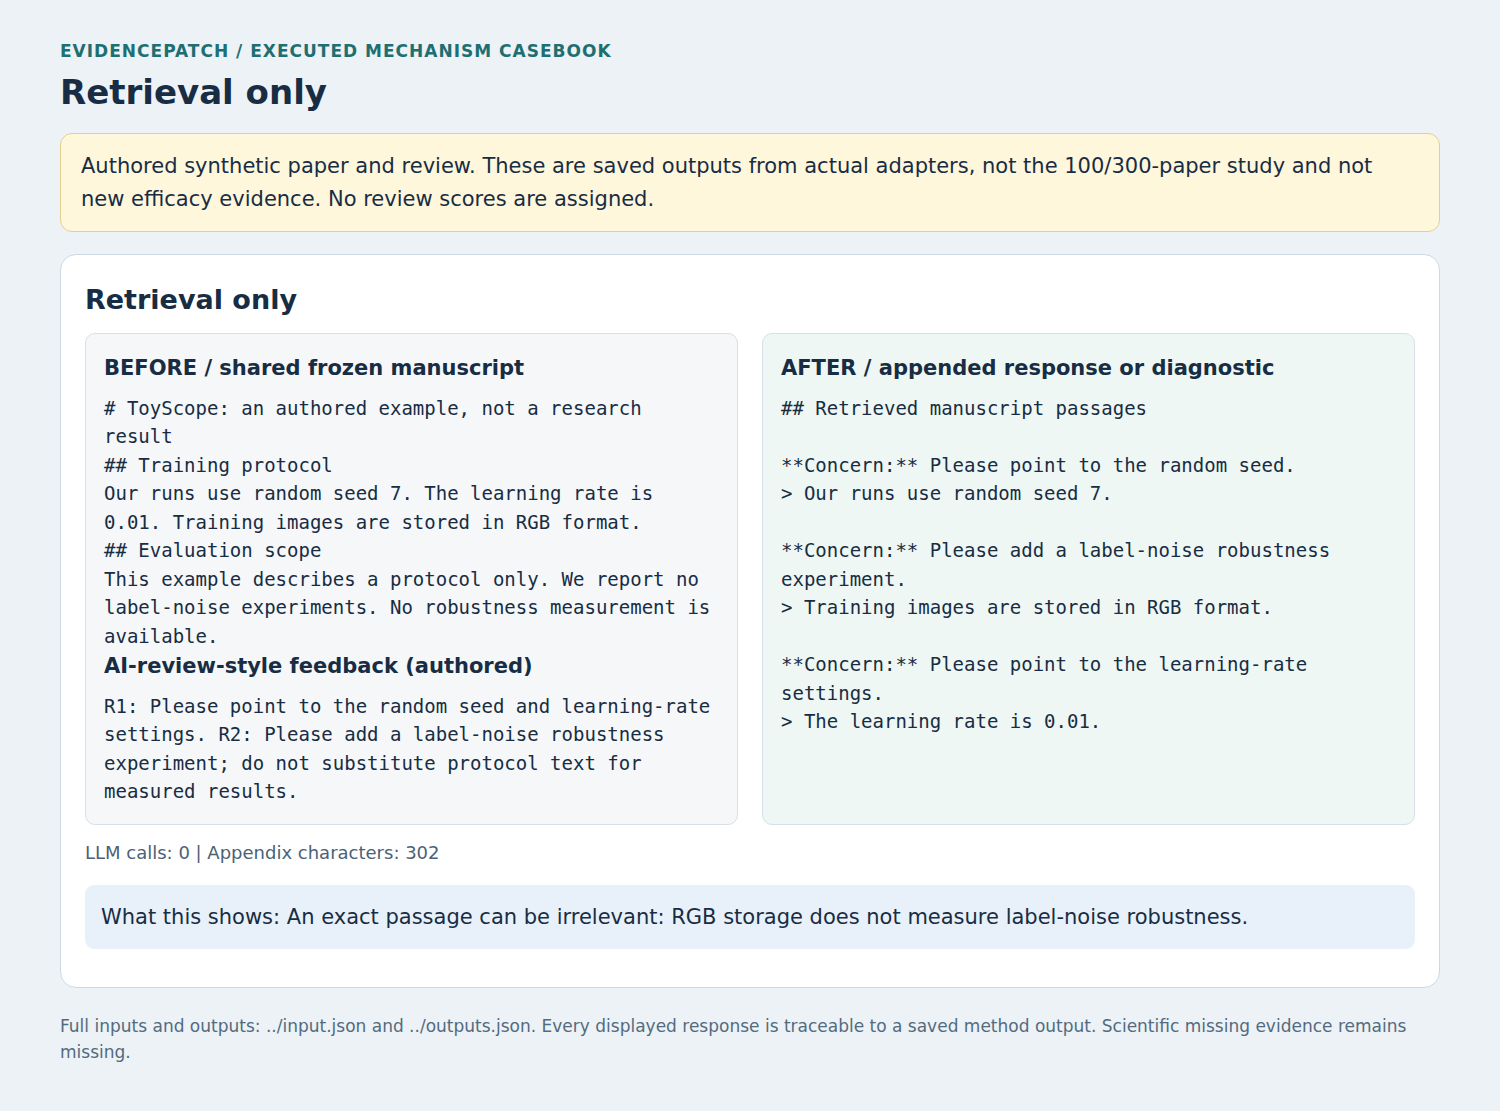 EVIDENCEPATCH / EXECUTED MECHANISM CASEBOOK
Retrieval only
Authored synthetic paper and review. These are saved outputs from actual adapters, not the 100/300-paper study and not
new efficacy evidence. No review scores are assigned.
Retrieval only
BEFORE / shared frozen manuscript
# ToyScope: an authored example, not a research
result
## Training protocol
Our runs use random seed 7. The learning rate is
0.01. Training images are stored in RGB format.
## Evaluation scope
This example describes a protocol only. We report no
label-noise experiments. No robustness measurement is
available.
AI-review-style feedback (authored)
R1: Please point to the random seed and learning-rate
settings. R2: Please add a label-noise robustness
experiment; do not substitute protocol text for
measured results.
AFTER / appended response or diagnostic
## Retrieved manuscript passages
**Concern:** Please point to the random seed.
> Our runs use random seed 7.
**Concern:** Please add a label-noise robustness
experiment.
> Training images are stored in RGB format.
**Concern:** Please point to the learning-rate
settings.
> The learning rate is 0.01.
LLM calls: 0 | Appendix characters: 302
What this shows: An exact passage can be irrelevant: RGB storage does not measure label-noise robustness.
Full inputs and outputs: ../input.json and ../outputs.json. Every displayed response is traceable to a saved method output. Scientific missing evidence remains
missing.